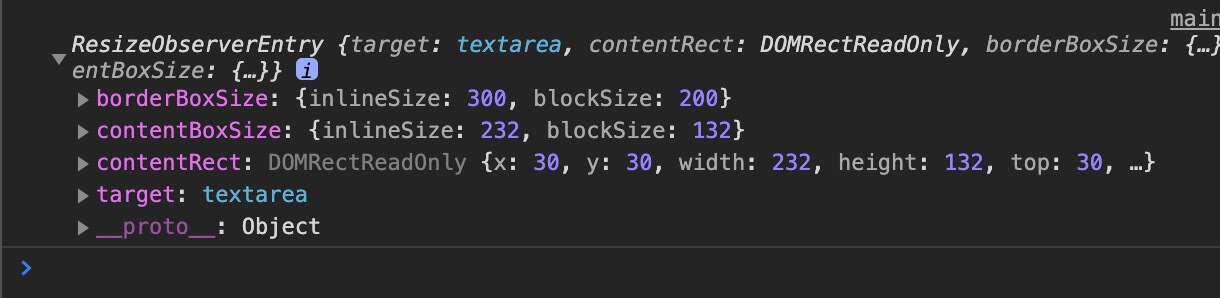 main
ResizeObserverEntry {target: textarea, contentRect: DOMRectReadOnly, borderBoxSize: {…}
entBoxSize: {…}} i
borderBoxSize: {inlineSize: 300, blockSize: 200}
contentBoxSize: {inlineSize: 232, blockSize: 132}
contentRect: DOMRectReadOnly {x: 30, y: 30, width: 232, height: 132, top: 30, …}
target: textarea
__proto__: Object